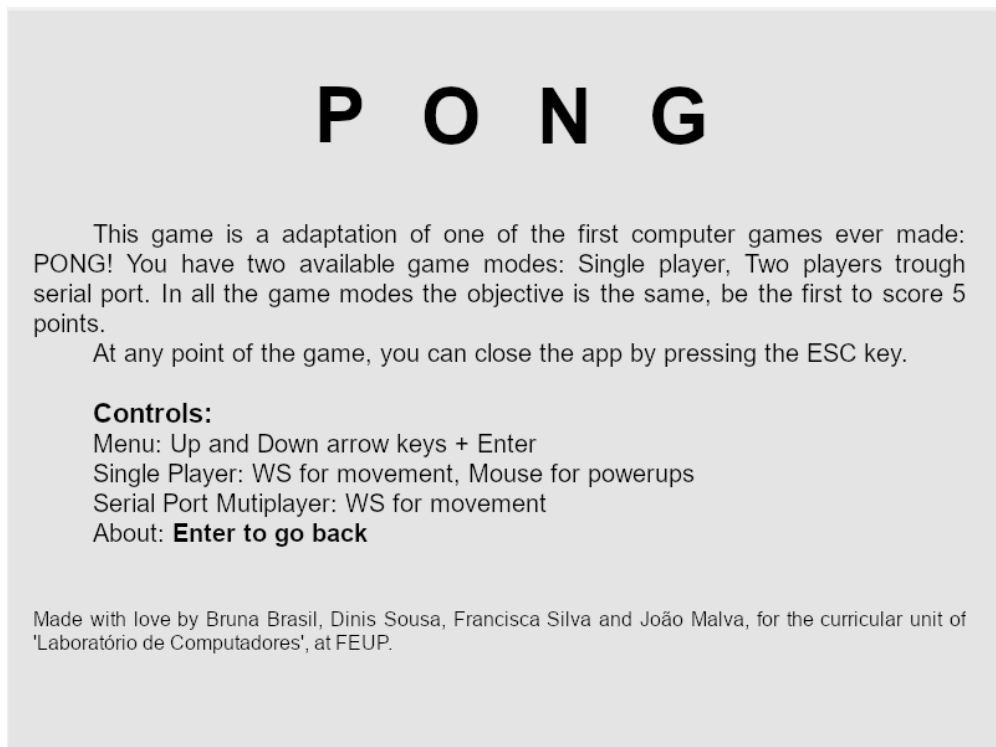 P O N G
This game is a adaptation of one of the first computer games ever made:
PONG! You have two available game modes: Single player, Two players trough
serial port. In all the game modes the objective is the same, be the first to score 5
points.
At any point of the game, you can close the app by pressing the ESC key.
Controls:
Menu: Up and Down arrow keys + Enter
Single Player: WS for movement, Mouse for powerups
Serial Port Mutiplayer: WS for movement
About: Enter to go back
Made with love by Bruna Brasil, Dinis Sousa, Francisca Silva and João Malva, for the curricular unit of
'Laboratório de Computadores', at FEUP.